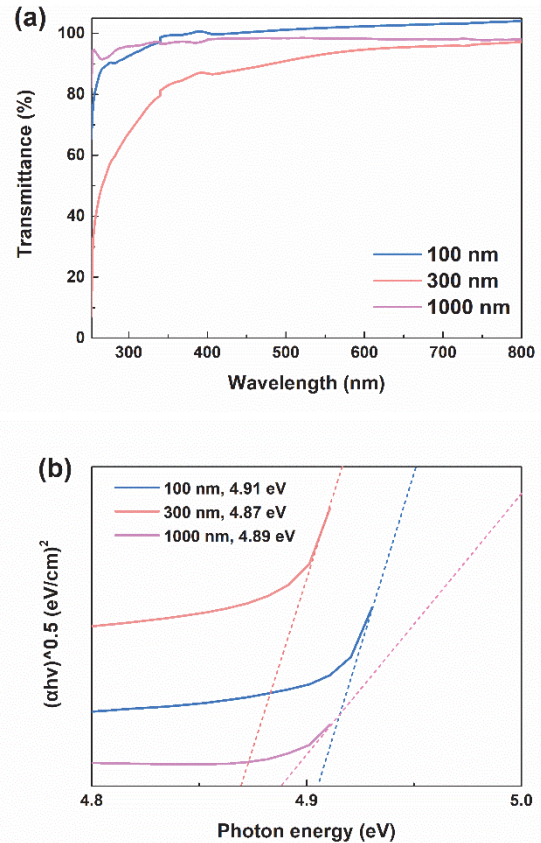 (a)
100
80
60
40
20
0
Transmittance (%)
100 nm
300 nm
1000 nm
300 400 500 600 700 800
Wavelength (nm)
(b)
100 nm, 4.91 eV
300 nm, 4.87 eV
1000 nm, 4.89 eV
(αhν)^0.5 (eV/cm)²
4.8 4.9 5.0
Photon energy (eV)